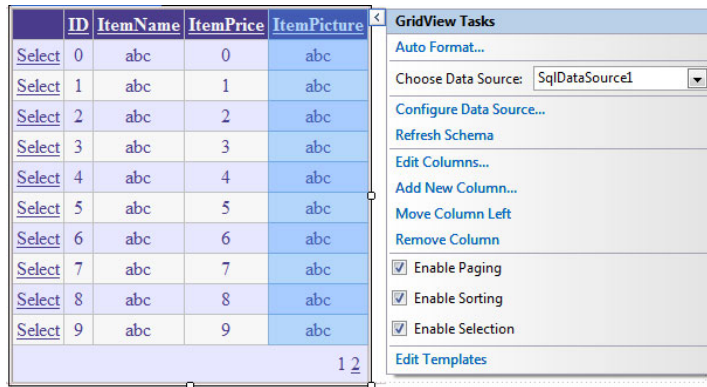 ID ItemName ItemPrice ItemPicture
Select 0 abc 0 abc
Select 1 abc 1 abc
Select 2 abc 2 abc
Select 3 abc 3 abc
Select 4 abc 4 abc
Select 5 abc 5 abc
Select 6 abc 6 abc
Select 7 abc 7 abc
Select 8 abc 8 abc
Select 9 abc 9 abc
1 2
GridView Tasks
Auto Format...
Choose Data Source: SqlDataSource1
Configure Data Source...
Refresh Schema
Edit Columns...
Add New Column...
Move Column Left
Remove Column
Enable Paging
Enable Sorting
Enable Selection
Edit Templates